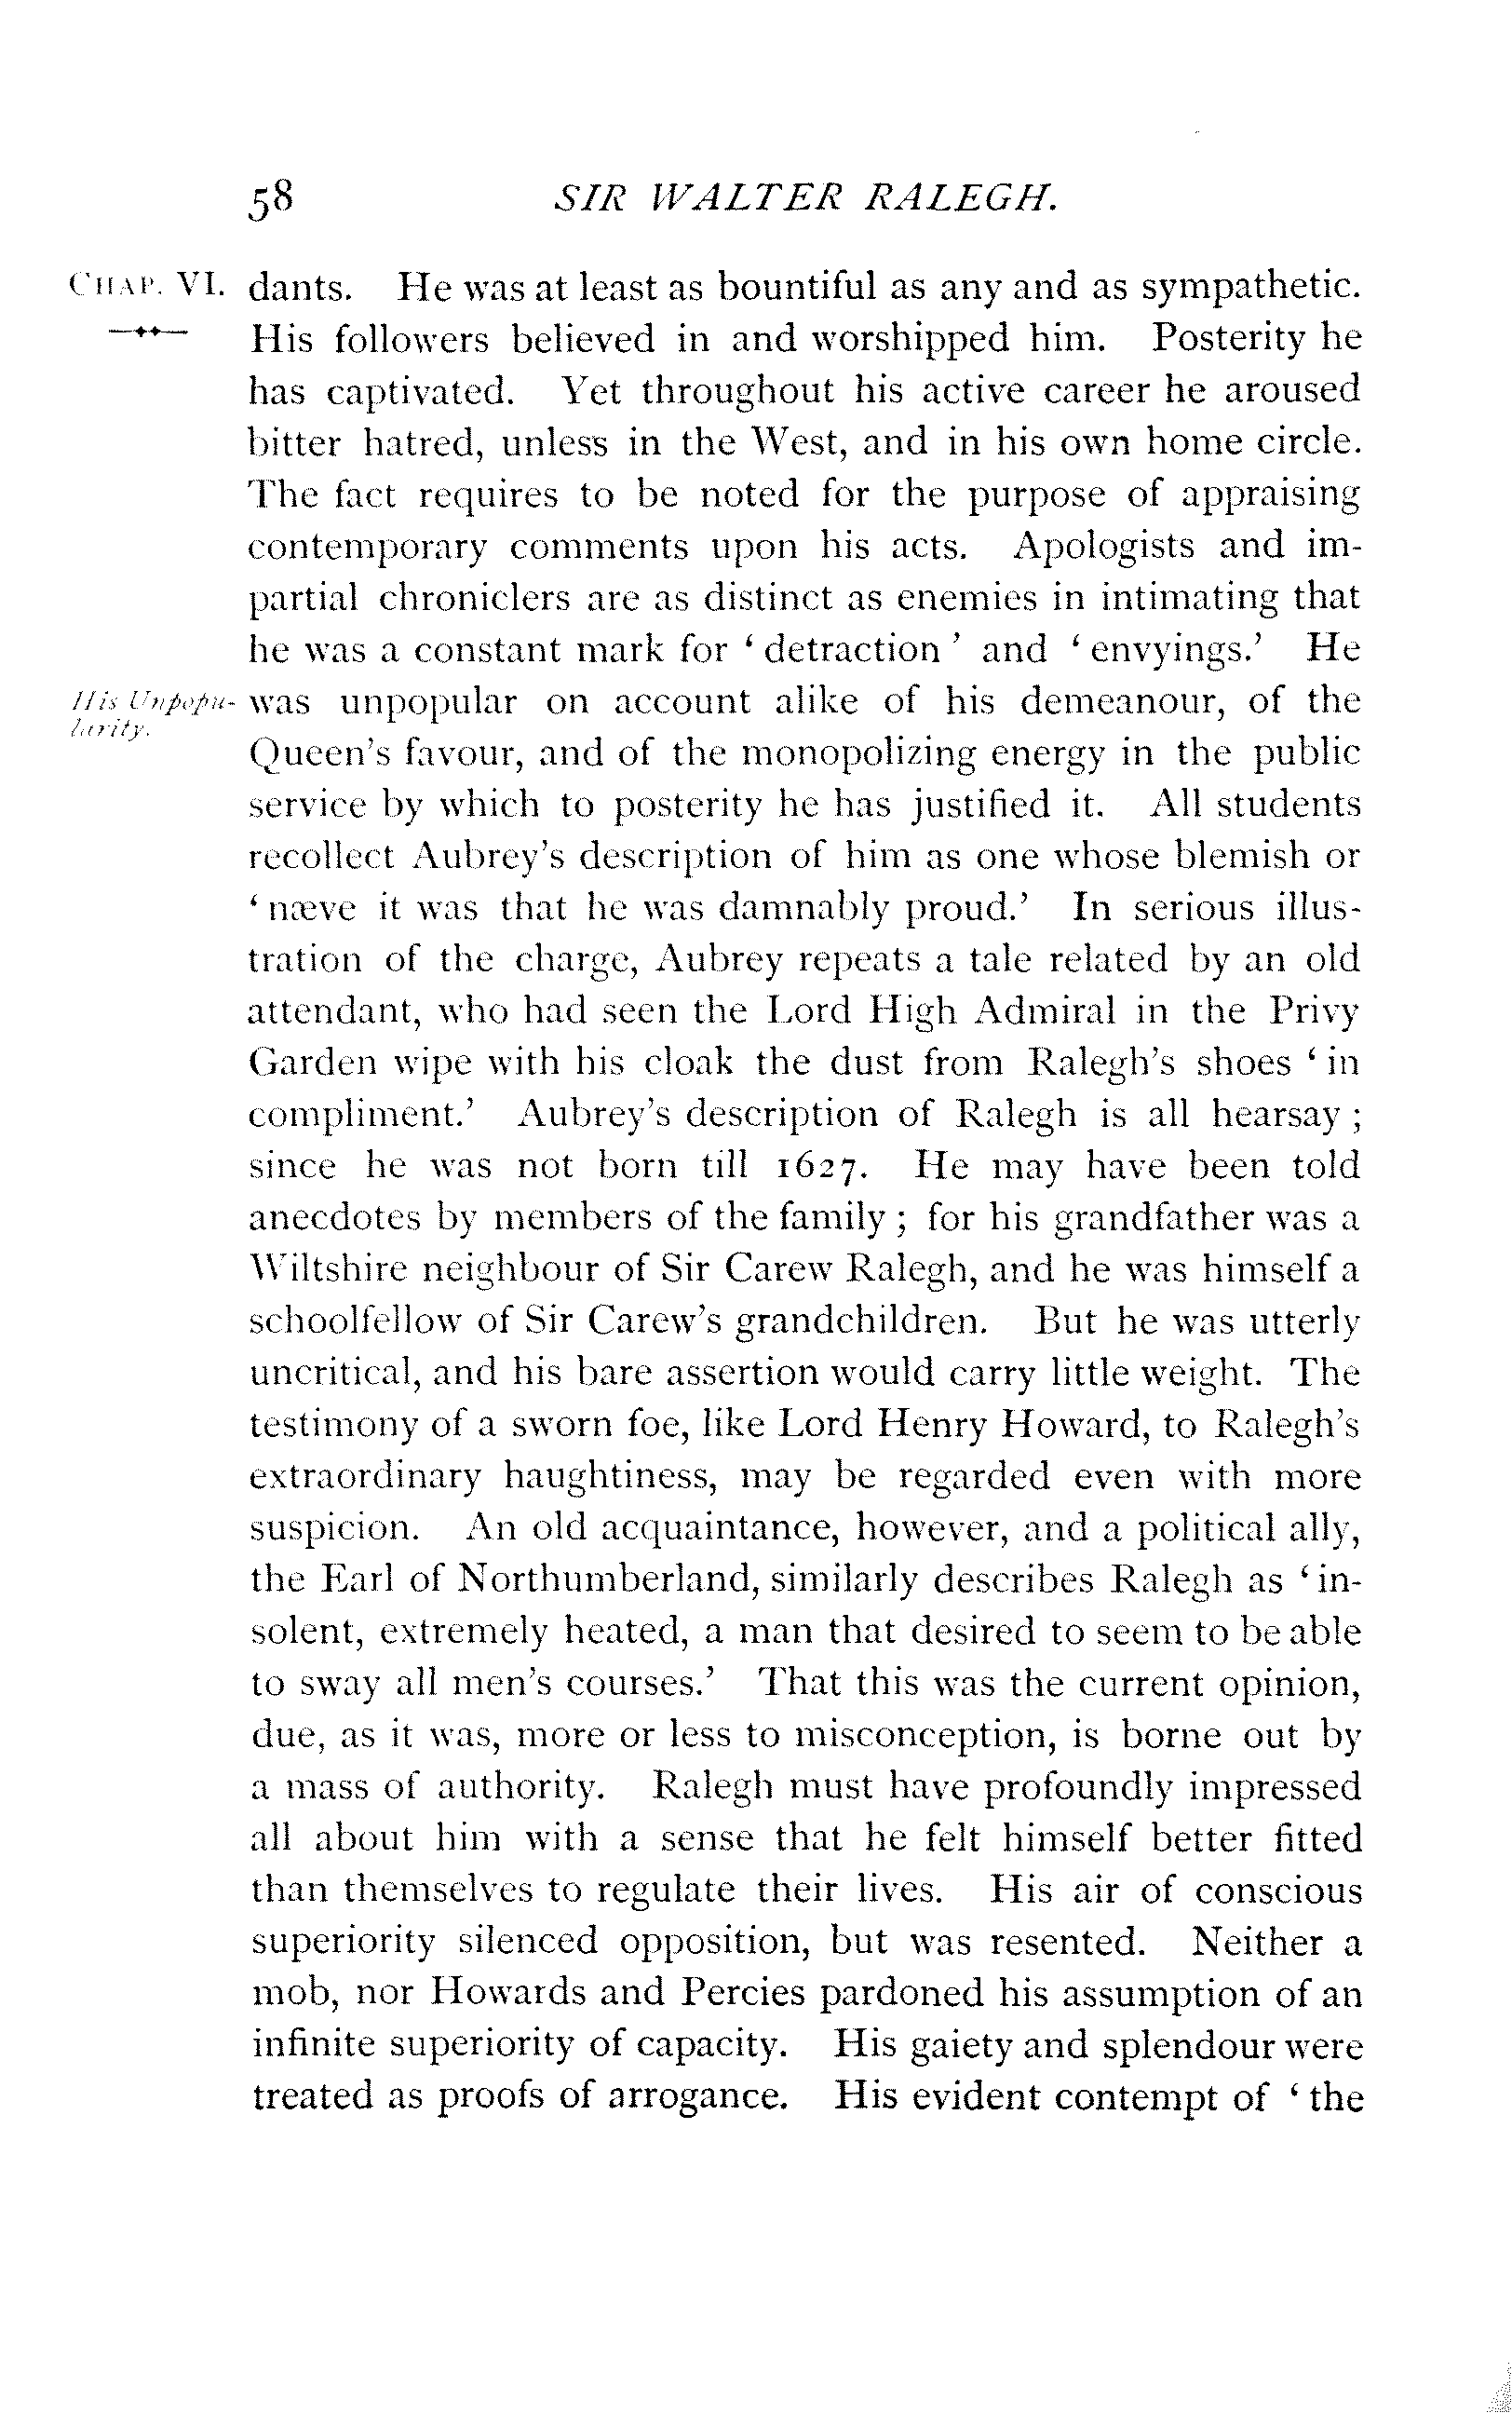 58 SIR WALTER RALEGH.
CHAP. VI. dants. He was at least as bountiful as any and as sympathetic.
His followers believed in and worshipped him. Posterity he
has captivated. Yet throughout his active career he aroused
bitter hatred, unless in the West, and in his own home circle.
The fact requires to be noted for the purpose of appraising
contemporary comments upon his acts. Apologists and im-
partial chroniclers are as distinct as enemies in intimating that
he was a constant mark for ‘ detraction ’ and ‘ envyings.’ He
His Unpopu-
larity.
was unpopular on account alike of his demeanour, of the
Queen's favour, and of the monopolizing energy in the public
service by which to posterity he has justified it. All students
recollect Aubrey's description of him as one whose blemish or
‘ næve it was that he was damnably proud.’ In serious illus-
tration of the charge, Aubrey repeats a tale related by an old
attendant, who had seen the Lord High Admiral in the Privy
Garden wipe with his cloak the dust from Ralegh's shoes ‘ in
compliment.’ Aubrey's description of Ralegh is all hearsay ;
since he was not born till 1627. He may have been told
anecdotes by members of the family ; for his grandfather was a
Wiltshire neighbour of Sir Carew Ralegh, and he was himself a
schoolfellow of Sir Carew's grandchildren. But he was utterly
uncritical, and his bare assertion would carry little weight. The
testimony of a sworn foe, like Lord Henry Howard, to Ralegh's
extraordinary haughtiness, may be regarded even with more
suspicion. An old acquaintance, however, and a political ally,
the Earl of Northumberland, similarly describes Ralegh as ‘ in-
solent, extremely heated, a man that desired to seem to be able
to sway all men's courses.’ That this was the current opinion,
due, as it was, more or less to misconception, is borne out by
a mass of authority. Ralegh must have profoundly impressed
all about him with a sense that he felt himself better fitted
than themselves to regulate their lives. His air of conscious
superiority silenced opposition, but was resented. Neither a
mob, nor Howards and Percies pardoned his assumption of an
infinite superiority of capacity. His gaiety and splendour were
treated as proofs of arrogance. His evident contempt of ‘ the